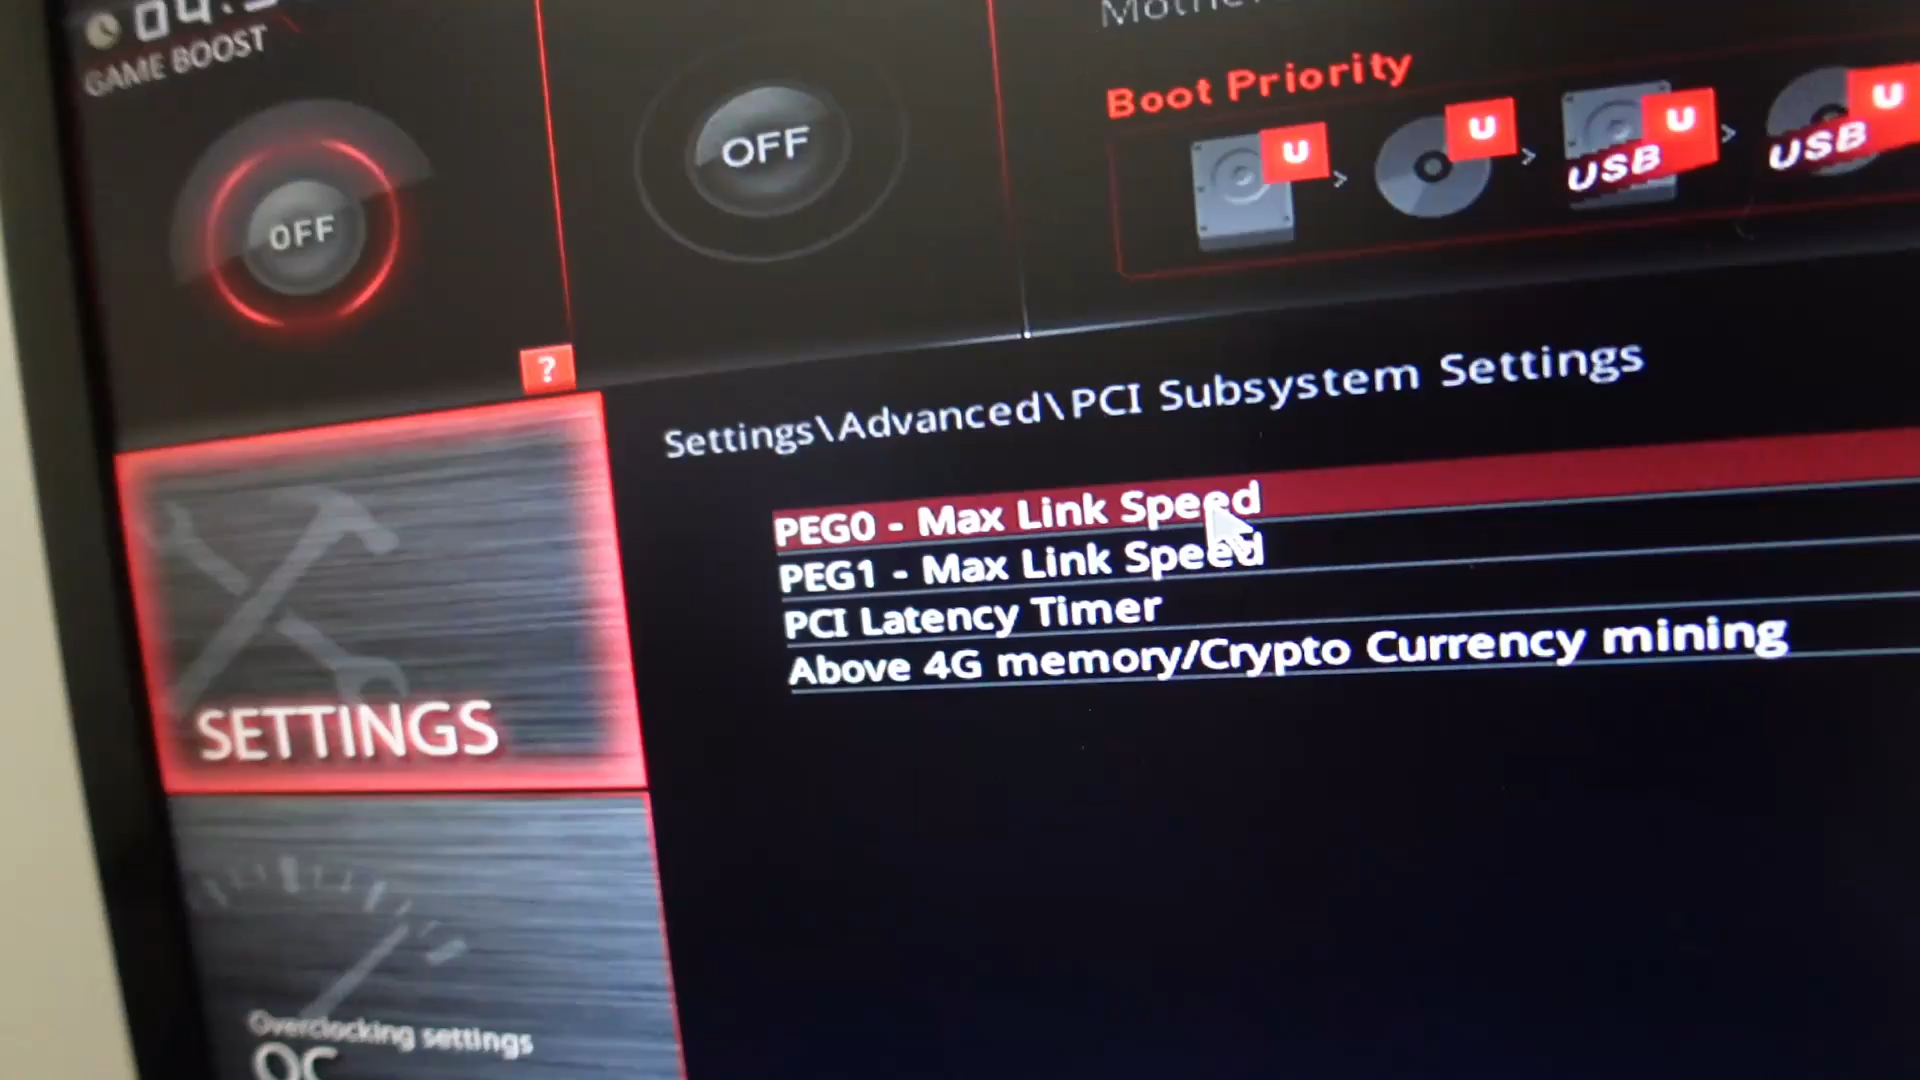 GAME BOOST
OFF
OFF
Boot Priority
U
U
U
USB
U
USB
?
Settings\Advanced\PCI Subsystem Settings
PEG0 - Max Link Speed
PEG1 - Max Link Speed
PCI Latency Timer
Above 4G memory/Crypto Currency mining
SETTINGS
Overclocking settings
OC